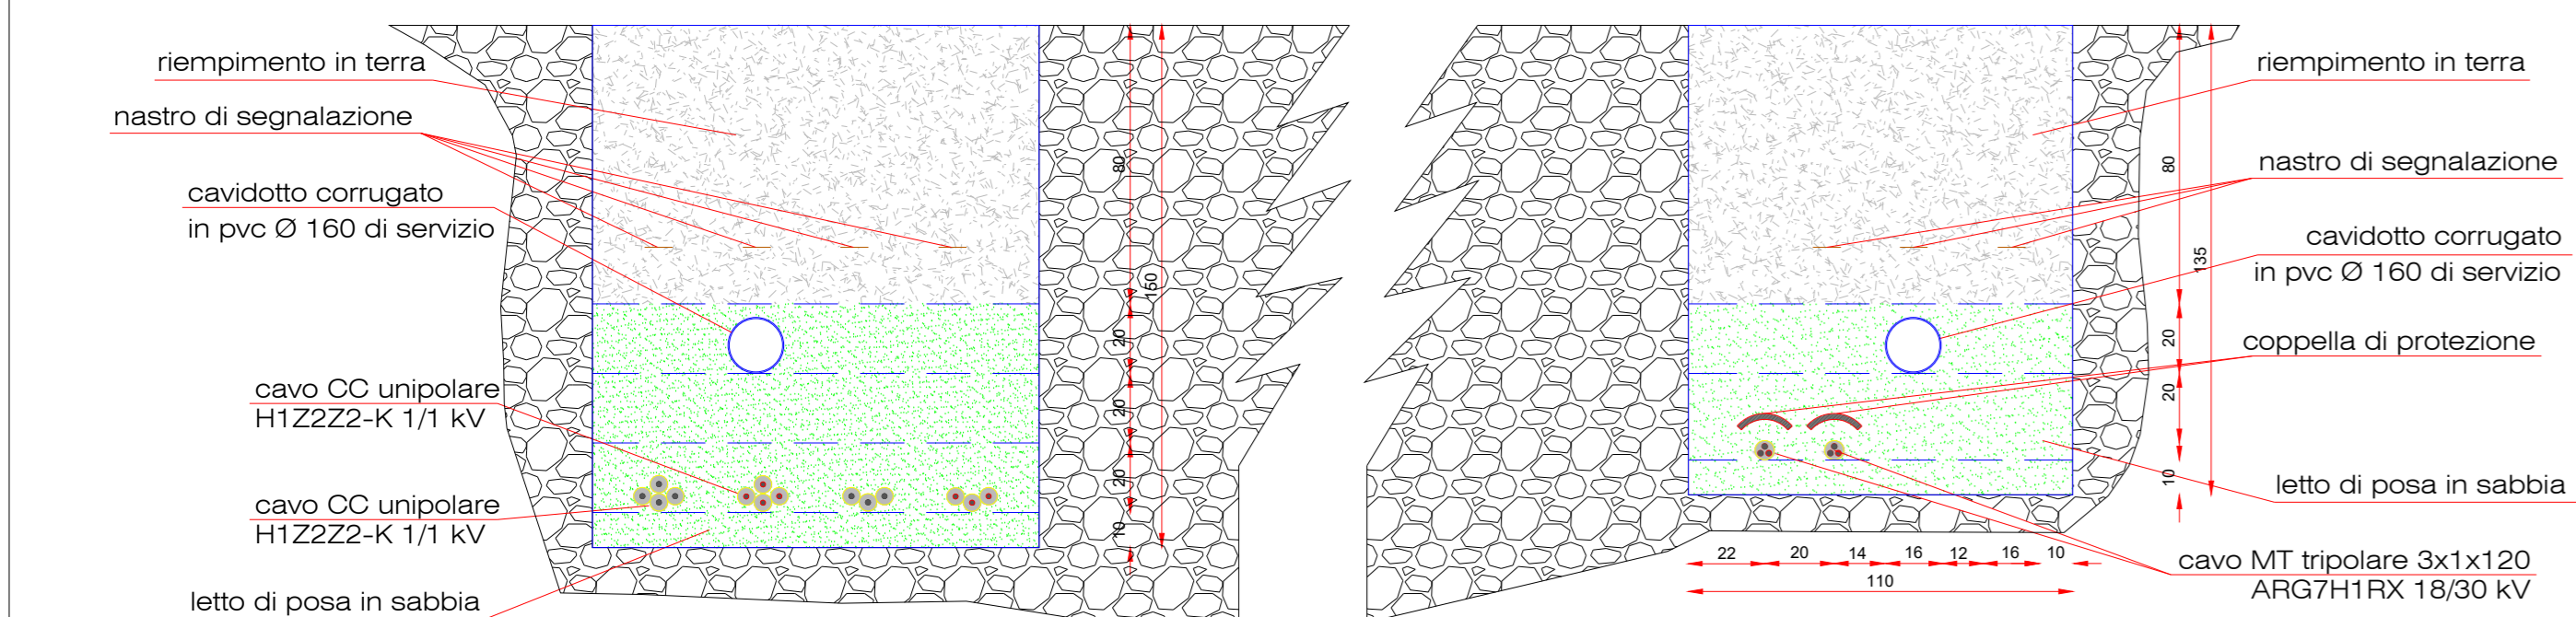 riempimento in terra
nastro di segnalazione
cavidotto corrugato
in pvc Ø 160 di servizio
cavo CC unipolare
H1Z2Z2-K 1/1 kV
cavo CC unipolare
H1Z2Z2-K 1/1 kV
letto di posa in sabbia
80
150
20
20
20
10
riempimento in terra
nastro di segnalazione
cavidotto corrugato
in pvc Ø 160 di servizio
coppella di protezione
letto di posa in sabbia
cavo MT tripolare 3x1x120
ARG7H1RX 18/30 kV
80
135
20
20
10
22 20 14 16 12 16 10
110